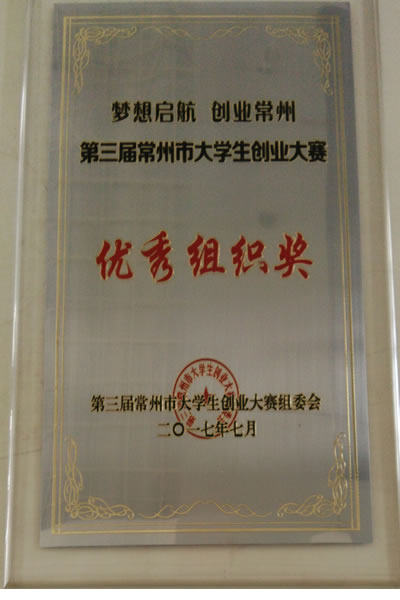 梦想启航 创业常州
第三届常州市大学生创业大赛
优秀组织奖
第三届常州市大学生创业大赛组委会
二〇一七年七月